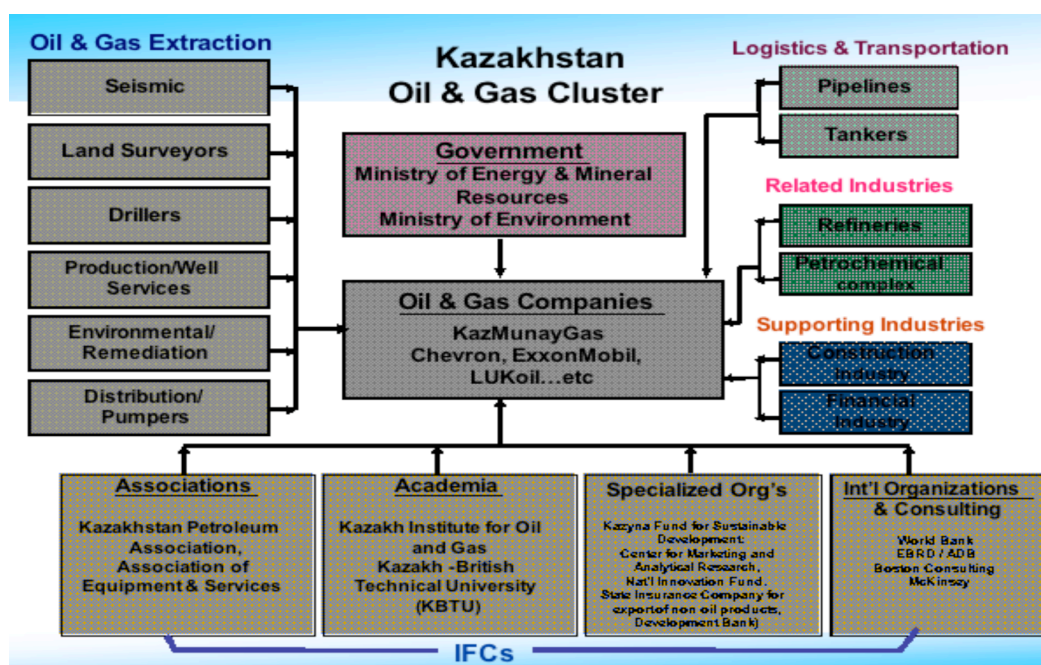 Kazakhstan
Oil & Gas Cluster
Oil & Gas Extraction
Seismic
Land Surveyors
Drillers
Production/Well
Services
Environmental/
Remediation
Distribution/
Pumpers
Government
Ministry of Energy & Mineral
Resources
Ministry of Environment
Oil & Gas Companies
KazMunayGas
Chevron, ExxonMobil,
LUKoil...etc
Logistics & Transportation
Pipelines
Tankers
Related Industries
Refineries
Petrochemical
complex
Supporting Industries
Construction
Industry
Financial
Industry
Associations
Kazakhstan Petroleum
Association,
Association of
Equipment & Services
Academia
Kazakh Institute for Oil
and Gas
Kazakh -British
Technical University
(KBTU)
Specialized Org's
Kazyna Fund for Sustainable
Development:
Center for Marketing and
Analytical Research,
Nat'l Innovation Fund.
State Insurance Company for
exportof non oil products,
Development Bank)
Int'l Organizations
& Consulting
World Bank
EBRD / ADB
Boston Consulting
McKinsey
IFCs